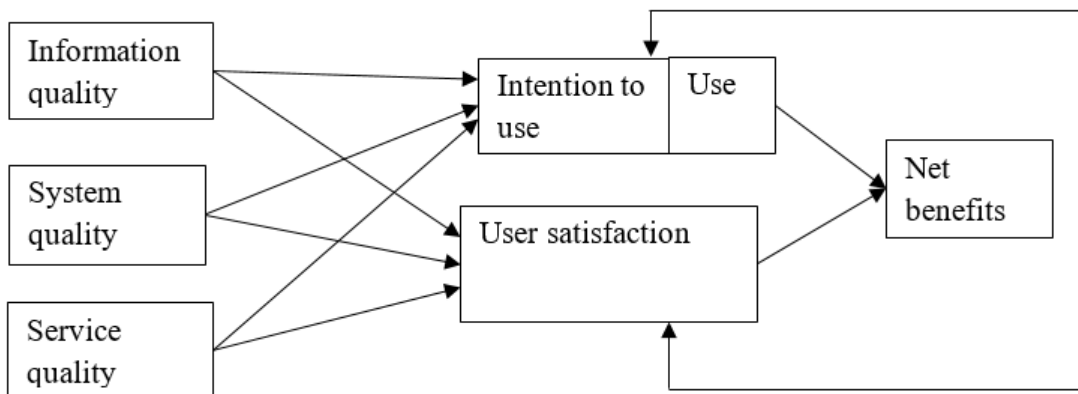 Information
quality
Intention to
use
Use
Net
benefits
System
quality
User satisfaction
Service
quality